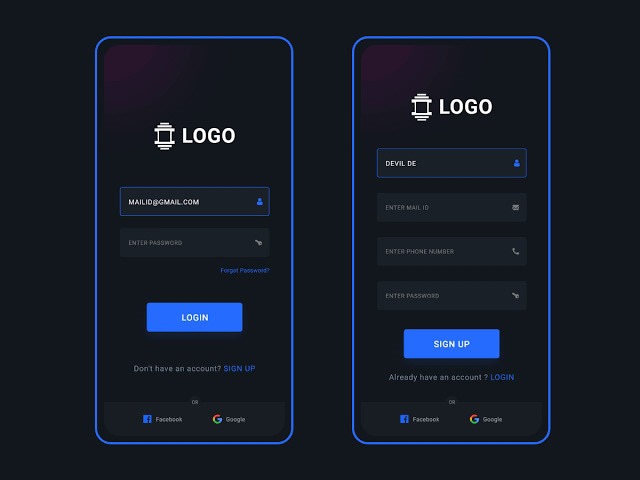 LOGO
MAILID@GMAIL.COM
ENTER PASSWORD
Forgot Password?
LOGIN
Don't have an account? SIGN UP
OR
Facebook
Google
LOGO
DEVIL DE
ENTER MAIL ID
ENTER PHONE NUMBER
ENTER PASSWORD
SIGN UP
Already have an account ? LOGIN
OR
Facebook
Google